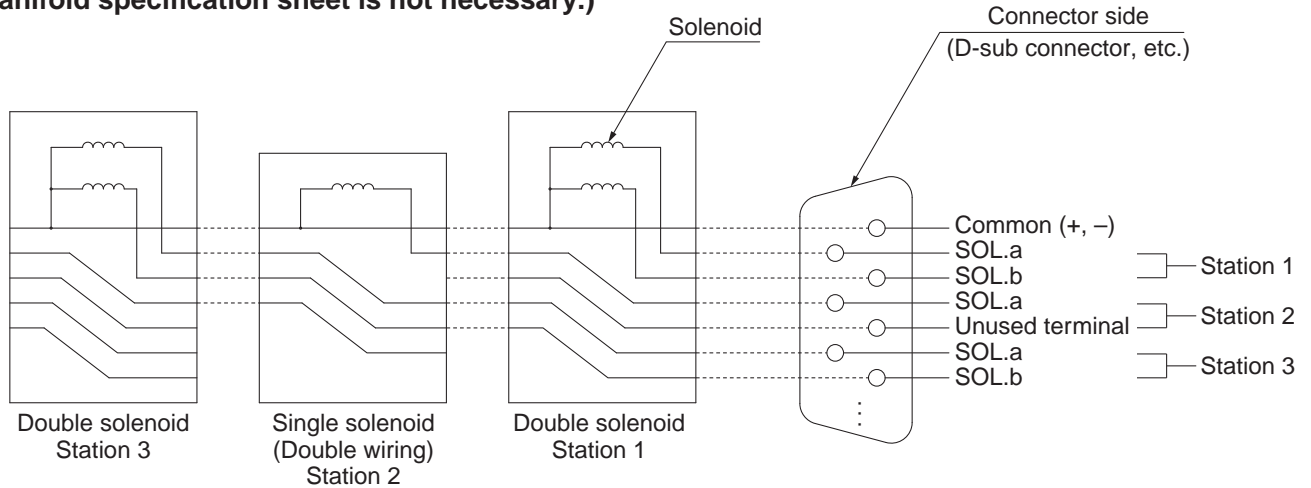 anifold specification sheet is not necessary.)
Solenoid
Connector side
(D-sub connector, etc.)
Common (+, –)
SOL.a
SOL.b
Station 1
SOL.a
Unused terminal
Station 2
SOL.a
SOL.b
Station 3
Double solenoid
Station 3
Single solenoid
(Double wiring)
Station 2
Double solenoid
Station 1